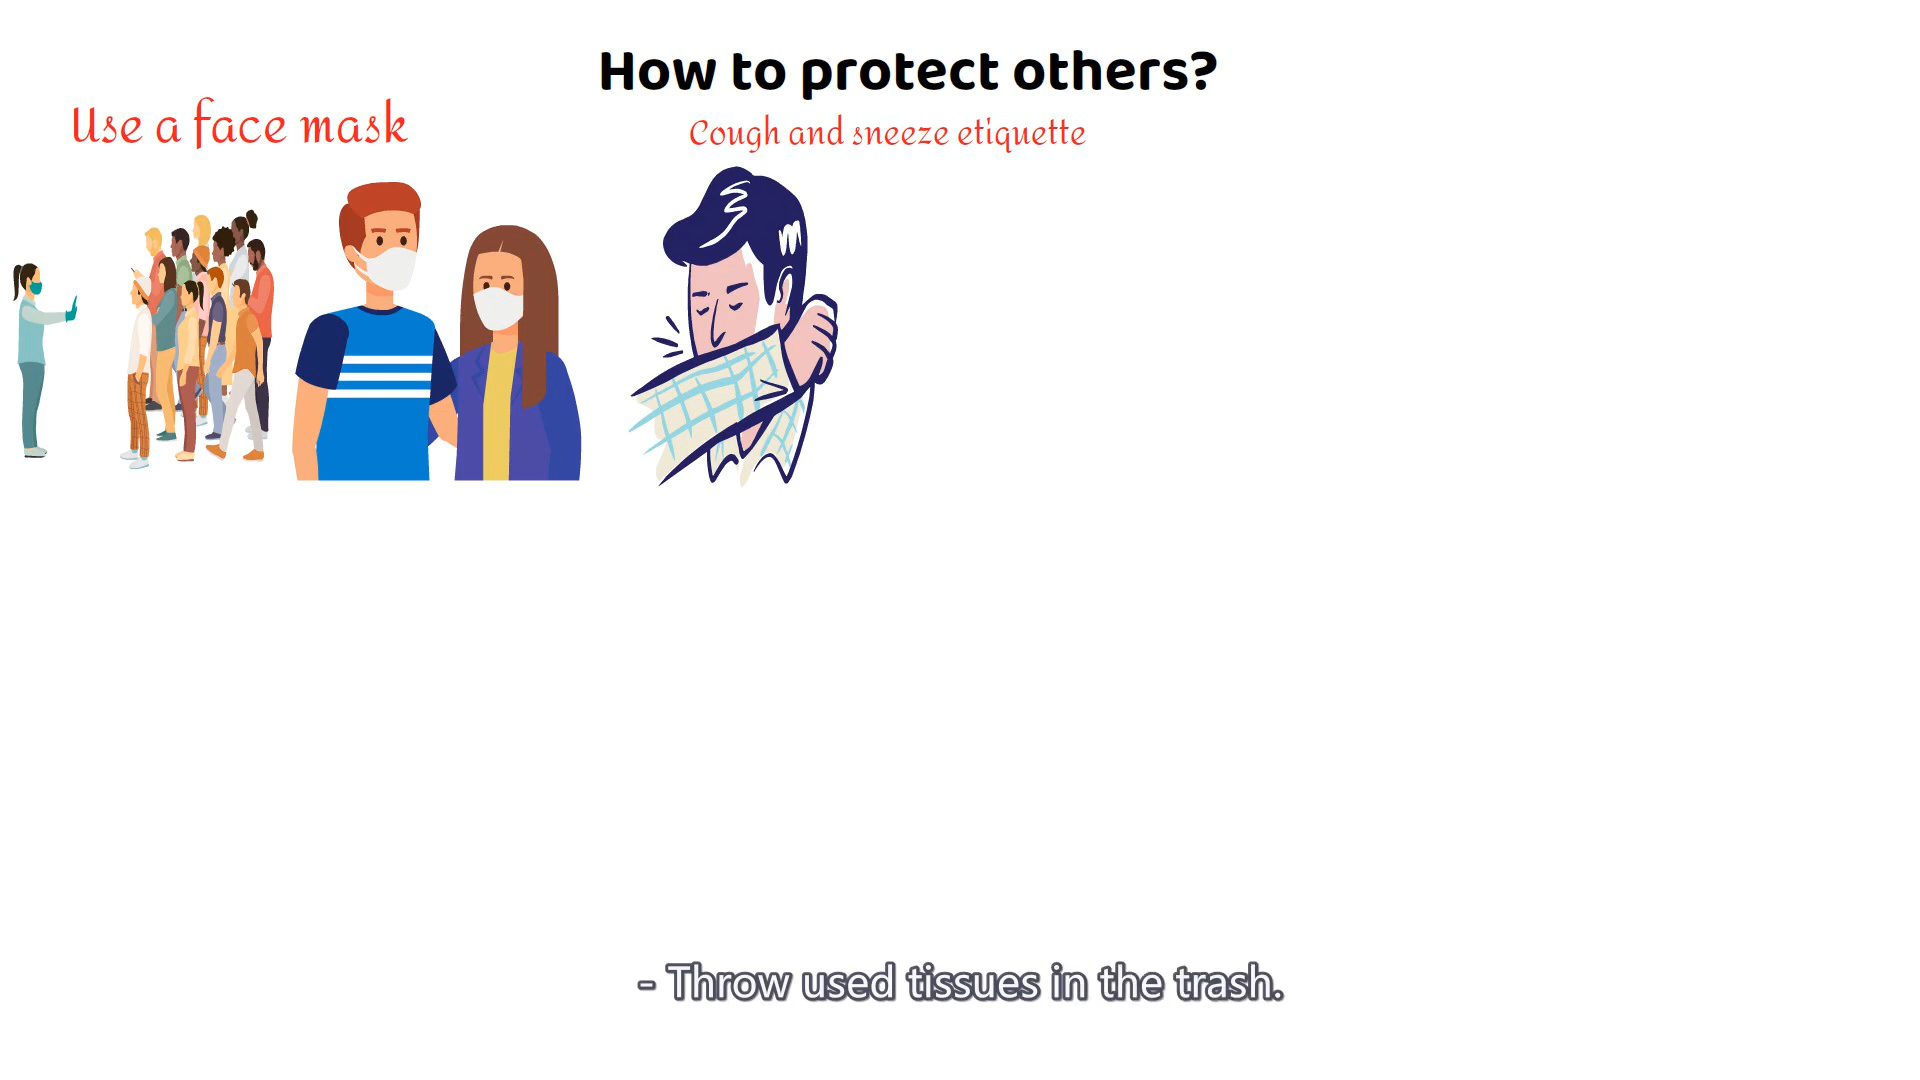 How to protect others?
Use a face mask
Cough and sneeze etiquette
- Throw used tissues in the trash.